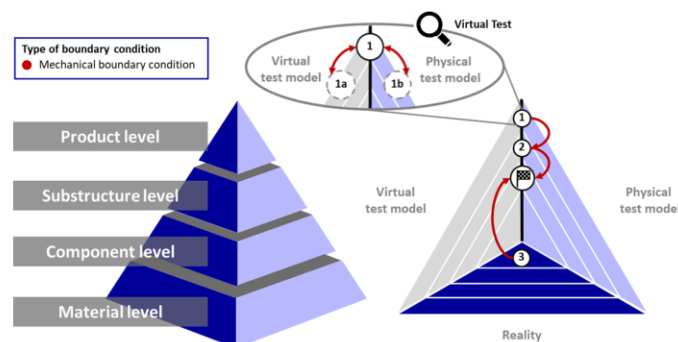 Type of boundary condition
Mechanical boundary condition
Product level
Substructure level
Component level
Material level
Virtual Test
Virtual
test model
1
Physical
test model
1a
1b
1
2
3
Virtual
test model
Physical
test model
Reality